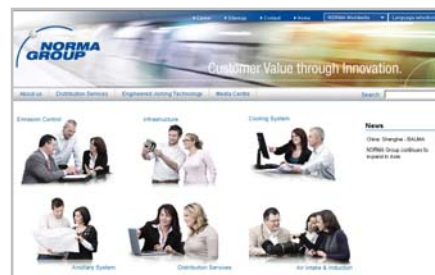 Career Sitemap Contact Home NORMA Worldwide Language selection
NORMA
GROUP
Customer Value through Innovation.
About us Distribution Services Engineered Joining Technology Media Centre Search:
Emission Control Infrastructure Cooling System
News
China: Shanghai - BAUMA
NORMA Group continues to
expand in Asia
Ancillary System Distribution Services Air Intake & Induction